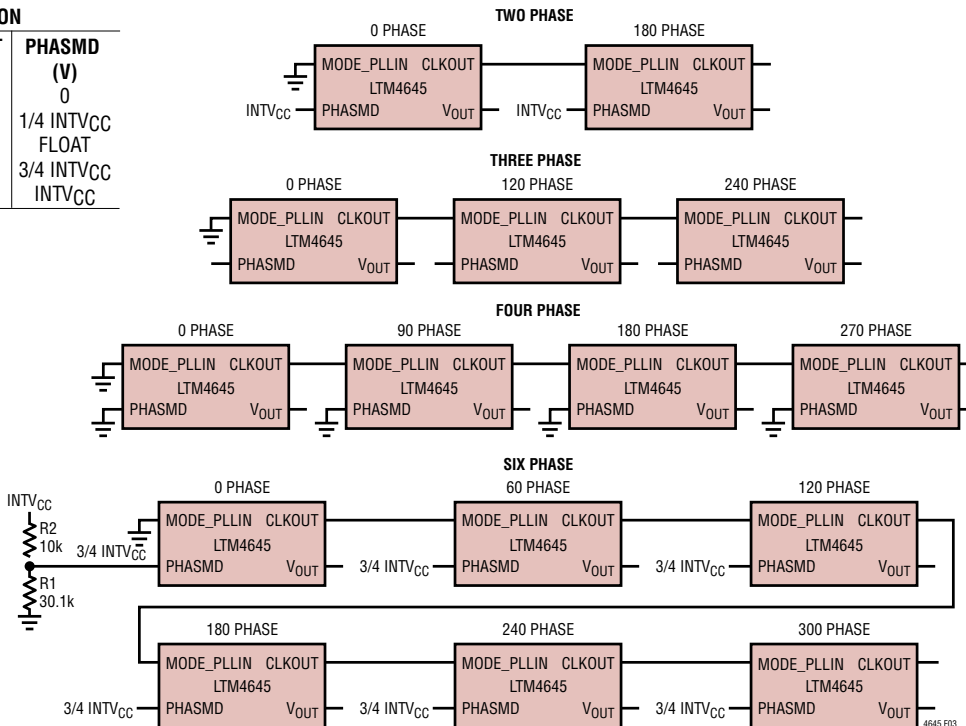 ON
T PHASMD
(V)
0
1/4 INTVCC
FLOAT
3/4 INTVCC
INTVCC
TWO PHASE
0 PHASE 180 PHASE
MODE_PLLIN CLKOUT MODE_PLLIN CLKOUT
LTM4645 LTM4645
INTVCC PHASMD VOUT INTVCC PHASMD VOUT
THREE PHASE
0 PHASE 120 PHASE 240 PHASE
MODE_PLLIN CLKOUT MODE_PLLIN CLKOUT MODE_PLLIN CLKOUT
LTM4645 LTM4645 LTM4645
PHASMD VOUT PHASMD VOUT PHASMD VOUT
FOUR PHASE
0 PHASE 90 PHASE 180 PHASE 270 PHASE
MODE_PLLIN CLKOUT MODE_PLLIN CLKOUT MODE_PLLIN CLKOUT MODE_PLLIN CLKOUT
LTM4645 LTM4645 LTM4645 LTM4645
PHASMD VOUT PHASMD VOUT PHASMD VOUT PHASMD VOUT
SIX PHASE
0 PHASE 60 PHASE 120 PHASE
INTVCC
R2
10k
3/4 INTVCC
R1
30.1k
MODE_PLLIN CLKOUT MODE_PLLIN CLKOUT MODE_PLLIN CLKOUT
LTM4645 LTM4645 LTM4645
PHASMD VOUT 3/4 INTVCC PHASMD VOUT 3/4 INTVCC PHASMD VOUT
180 PHASE 240 PHASE 300 PHASE
MODE_PLLIN CLKOUT MODE_PLLIN CLKOUT MODE_PLLIN CLKOUT
LTM4645 LTM4645 LTM4645
3/4 INTVCC PHASMD VOUT 3/4 INTVCC PHASMD VOUT 3/4 INTVCC PHASMD VOUT
4645 F03